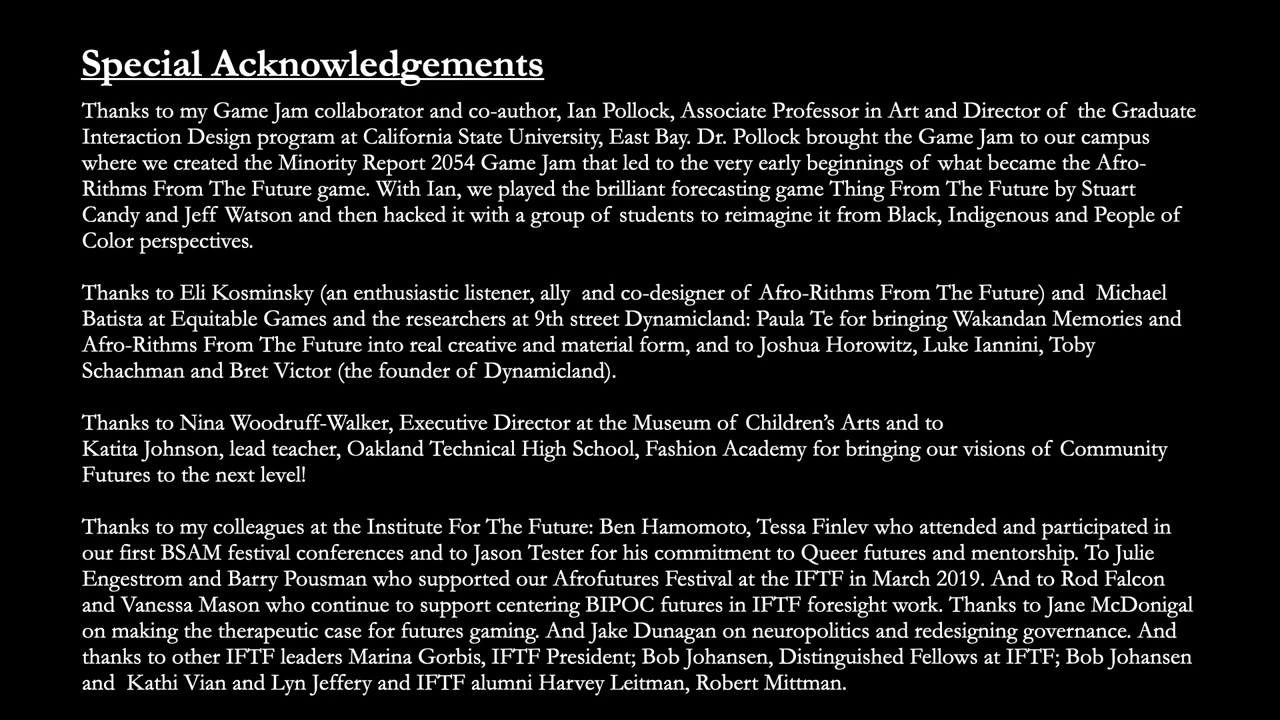 Special Acknowledgements
Thanks to my Game Jam collaborator and co-author, Ian Pollock, Associate Professor in Art and Director of the Graduate
Interaction Design program at California State University, East Bay. Dr. Pollock brought the Game Jam to our campus
where we created the Minority Report 2054 Game Jam that led to the very early beginnings of what became the Afro-
Rithms From The Future game. With Ian, we played the brilliant forecasting game Thing From The Future by Stuart
Candy and Jeff Watson and then hacked it with a group of students to reimagine it from Black, Indigenous and People of
Color perspectives.
Thanks to Eli Kosminsky (an enthusiastic listener, ally and co-designer of Afro-Rithms From The Future) and Michael
Batista at Equitable Games and the researchers at 9th street Dynamicland: Paula Te for bringing Wakandan Memories and
Afro-Rithms From The Future into real creative and material form, and to Joshua Horowitz, Luke Iannini, Toby
Schachman and Bret Victor (the founder of Dynamicland).
Thanks to Nina Woodruff-Walker, Executive Director at the Museum of Children’s Arts and to
Katita Johnson, lead teacher, Oakland Technical High School, Fashion Academy for bringing our visions of Community
Futures to the next level!
Thanks to my colleagues at the Institute For The Future: Ben Hamomoto, Tessa Finlev who attended and participated in
our first BSAM festival conferences and to Jason Tester for his commitment to Queer futures and mentorship. To Julie
Engestrom and Barry Pousman who supported our Afrofutures Festival at the IFTF in March 2019. And to Rod Falcon
and Vanessa Mason who continue to support centering BIPOC futures in IFTF foresight work. Thanks to Jane McDonigal
on making the therapeutic case for futures gaming. And Jake Dunagan on neuropolitics and redesigning governance. And
thanks to other IFTF leaders Marina Gorbis, IFTF President; Bob Johansen, Distinguished Fellows at IFTF; Bob Johansen
and Kathi Vian and Lyn Jeffery and IFTF alumni Harvey Leitman, Robert Mittman.